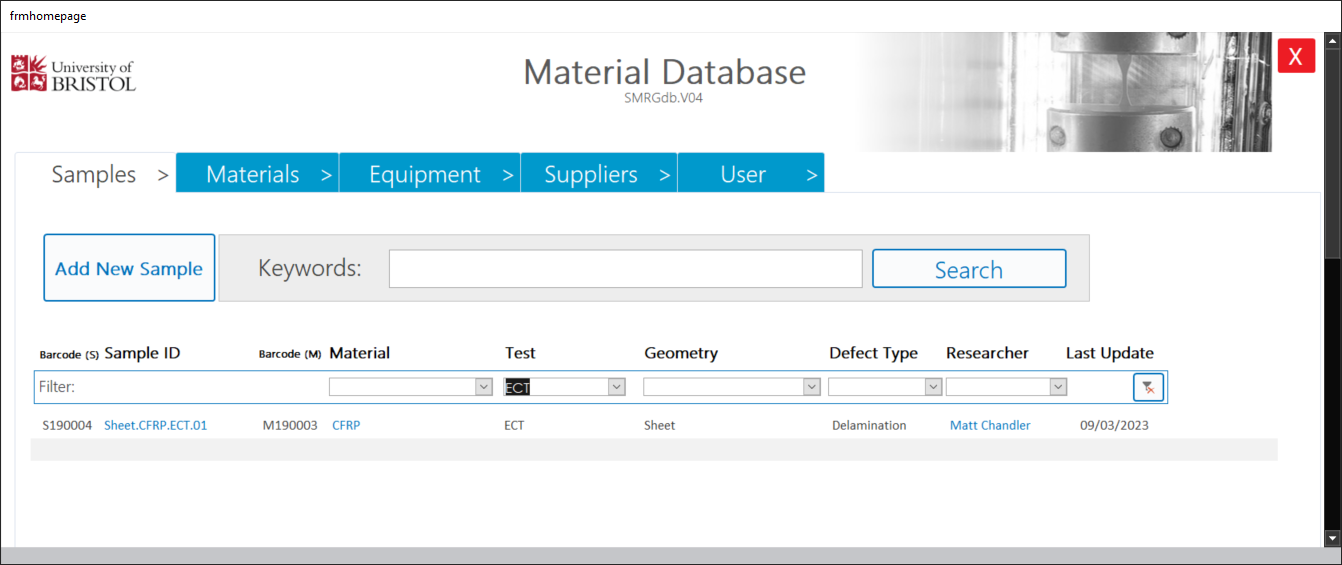 frmhomepage
University of
BRISTOL
Material Database
SMRGdb.V04
X
Samples > Materials > Equipment > Suppliers > User >
Add New Sample Keywords: Search
Barcode (S) Sample ID Barcode (M) Material Test Geometry Defect Type Researcher Last Update
Filter: ECT
S190004 Sheet.CFRP.ECT.01 M190003 CFRP ECT Sheet Delamination Matt Chandler 09/03/2023